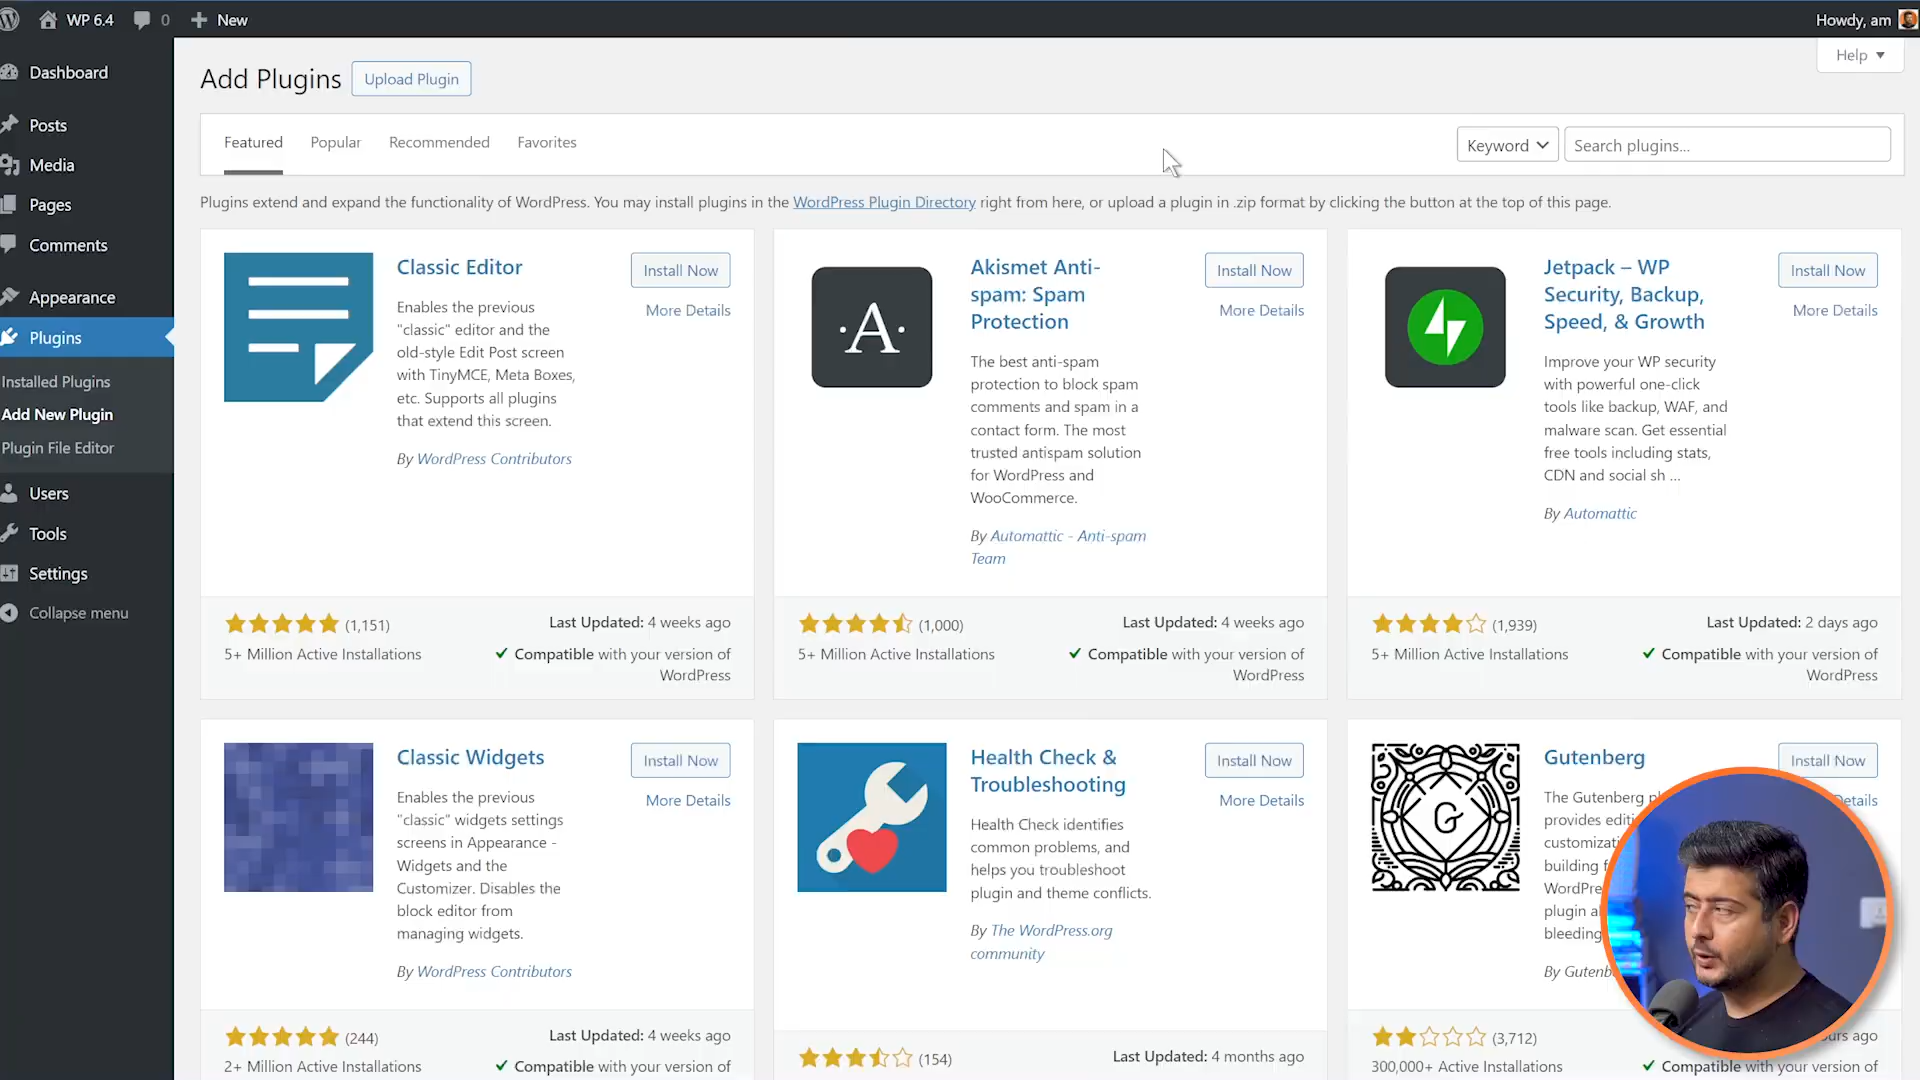 WP 6.4
0
New
Howdy, am
Help
Dashboard
Posts
Media
Pages
Comments
Appearance
Plugins
Installed Plugins
Add New Plugin
Plugin File Editor
Users
Tools
Settings
Collapse menu
Add Plugins
Upload Plugin
Featured
Popular
Recommended
Favorites
Keyword
Search plugins...
Plugins extend and expand the functionality of WordPress. You may install plugins in the WordPress Plugin Directory right from here, or upload a plugin in .zip format by clicking the button at the top of this page.
Classic Editor
Install Now
More Details
Enables the previous
"classic" editor and the
old-style Edit Post screen
with TinyMCE, Meta Boxes,
etc. Supports all plugins
that extend this screen.
By WordPress Contributors
(1,151)
Last Updated: 4 weeks ago
5+ Million Active Installations
Compatible with your version of
WordPress
·A·
Akismet Anti-
spam: Spam
Protection
Install Now
More Details
The best anti-spam
protection to block spam
comments and spam in a
contact form. The most
trusted antispam solution
for WordPress and
WooCommerce.
By Automattic - Anti-spam
Team
(1,000)
Last Updated: 4 weeks ago
5+ Million Active Installations
Compatible with your version of
WordPress
Jetpack – WP
Security, Backup,
Speed, & Growth
Install Now
More Details
Improve your WP security
with powerful one-click
tools like backup, WAF, and
malware scan. Get essential
free tools including stats,
CDN and social sh ...
By Automattic
(1,939)
Last Updated: 2 days ago
5+ Million Active Installations
Compatible with your version of
WordPress
Classic Widgets
Install Now
More Details
Enables the previous
"classic" widgets settings
screens in Appearance -
Widgets and the
Customizer. Disables the
block editor from
managing widgets.
By WordPress Contributors
(244)
Last Updated: 4 weeks ago
2+ Million Active Installations
Compatible with your version of
Health Check &
Troubleshooting
Install Now
More Details
Health Check identifies
common problems, and
helps you troubleshoot
plugin and theme conflicts.
By The WordPress.org
community
(154)
Last Updated: 4 months ago
G
Gutenberg
Install Now
Details
The Gutenberg
provides
building
plugin
bleeding
By
(3,712)
ago
300,000+ Active Installations
Compatible with your version of